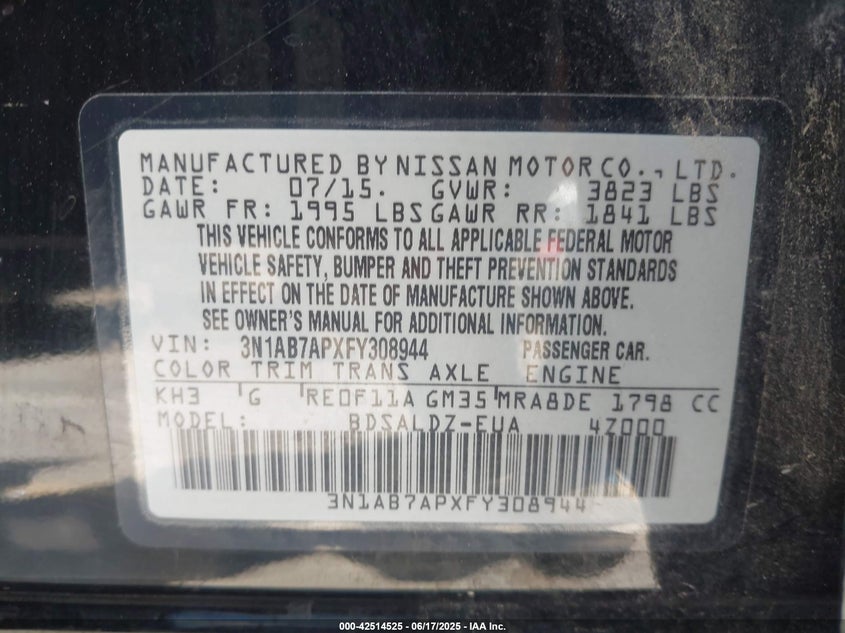 MANUFACTURED BY NISSAN MOTOR CO., LTD.
DATE: 07/15. GVWR: 3823 LBS
GAWR FR: 1995 LBS GAWR RR: 1841 LBS
THIS VEHICLE CONFORMS TO ALL APPLICABLE FEDERAL MOTOR
VEHICLE SAFETY, BUMPER AND THEFT PREVENTION STANDARDS
IN EFFECT ON THE DATE OF MANUFACTURE SHOWN ABOVE.
SEE OWNER'S MANUAL FOR ADDITIONAL INFORMATION.
VIN: 3N1AB7APXFY308944 PASSENGER CAR.
COLOR TRIM TRANS AXLE ENGINE
KH3 G RE0F11A GM35 MRA8DE 1798 CC
MODEL: BDSALDZ-EUA 4Z000
3N1AB7APXFY308944
000-42514525 - 06/17/2025 - IAA Inc.